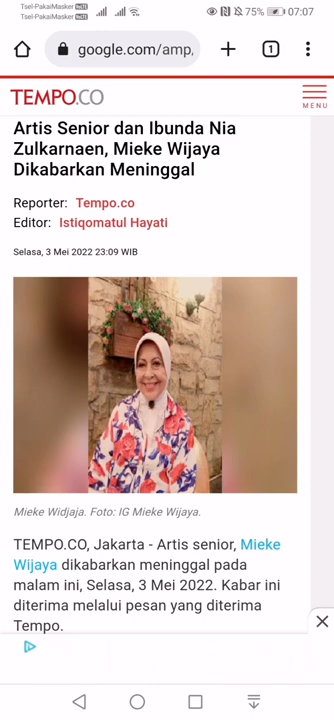 Tsel-PakaiMasker VoLTE
Tsel-PakaiMasker VoLTE
75% 07:07
google.com/amp,
1
TEMPO.CO
MENU
Artis Senior dan Ibunda Nia
Zulkarnaen, Mieke Wijaya
Dikabarkan Meninggal
Reporter: Tempo.co
Editor: Istiqomatul Hayati
Selasa, 3 Mei 2022 23:09 WIB
Mieke Widjaja. Foto: IG Mieke Wijaya.
TEMPO.CO, Jakarta - Artis senior, Mieke
Wijaya dikabarkan meninggal pada
malam ini, Selasa, 3 Mei 2022. Kabar ini
diterima melalui pesan yang diterima
Tempo.